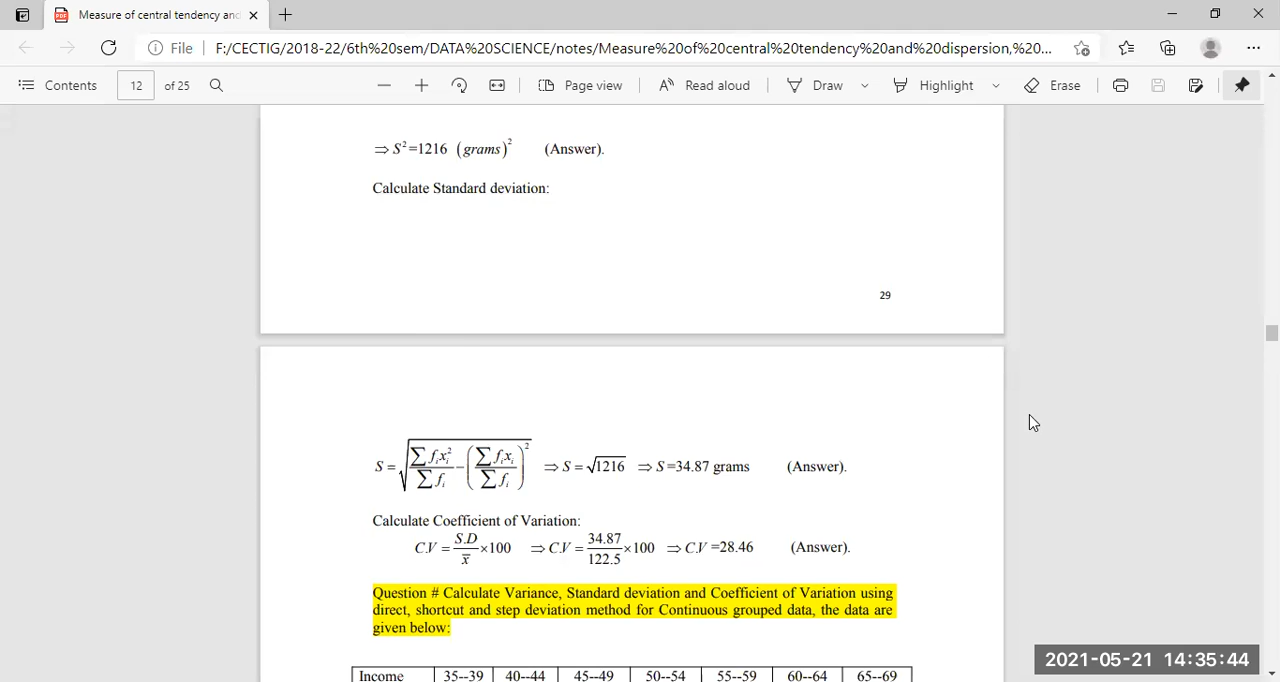 Measure of central tendency and
File
F:/CECTIG/2018-22/6th%20sem/DATA%20SCIENCE/notes/Measure%20of%20central%20tendency%20and%20dispersion,%20...
Contents
12
of 25
Page view
Read aloud
Draw
Highlight
Erase
⇒ S²=1216 (grams)² (Answer).
Calculate Standard deviation:
29
S = √(∑fᵢxᵢ²/∑fᵢ − (∑fᵢxᵢ/∑fᵢ)²) ⇒ S = √1216 ⇒ S=34.87 grams (Answer).
Calculate Coefficient of Variation:
C.V = S.D/x̄ ×100 ⇒ C.V = 34.87/122.5 ×100 ⇒ C.V =28.46 (Answer).
Question # Calculate Variance, Standard deviation and Coefficient of Variation using
direct, shortcut and step deviation method for Continuous grouped data, the data are
given below:
Income 35--39 40--44 45--49 50--54 55--59 60--64 65--69
2021-05-21 14:35:44